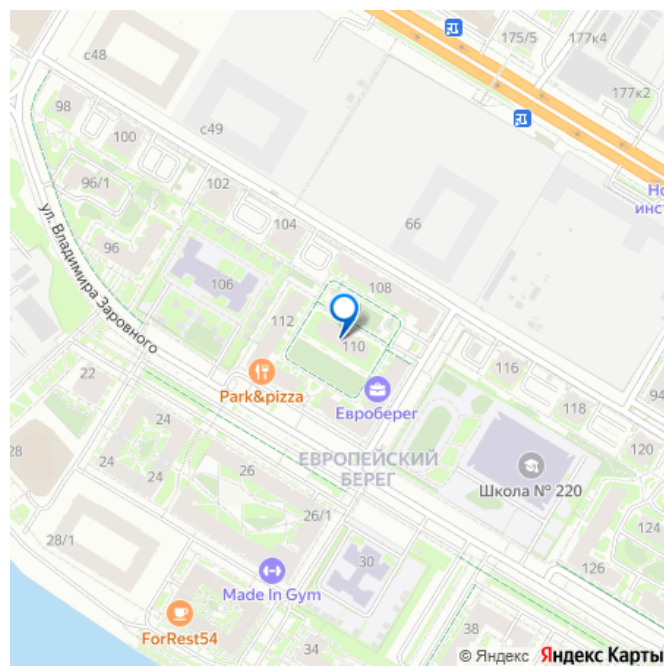 175/5
177к4
с48
177к2
98
с49
100
Но
инст
96/1
102
104
66
ул. Владимира Заровного
96
106
108
112
110
116
22
Park&pizza
Евроберег
118
94
24
28
24
24
26
ЕВРОПЕЙСКИЙ
БЕРЕГ
120
Школа № 220
26/1
124
28/1
30
126
Made In Gym
ForRest54
38
34
© Яндекс Яндекс Карты